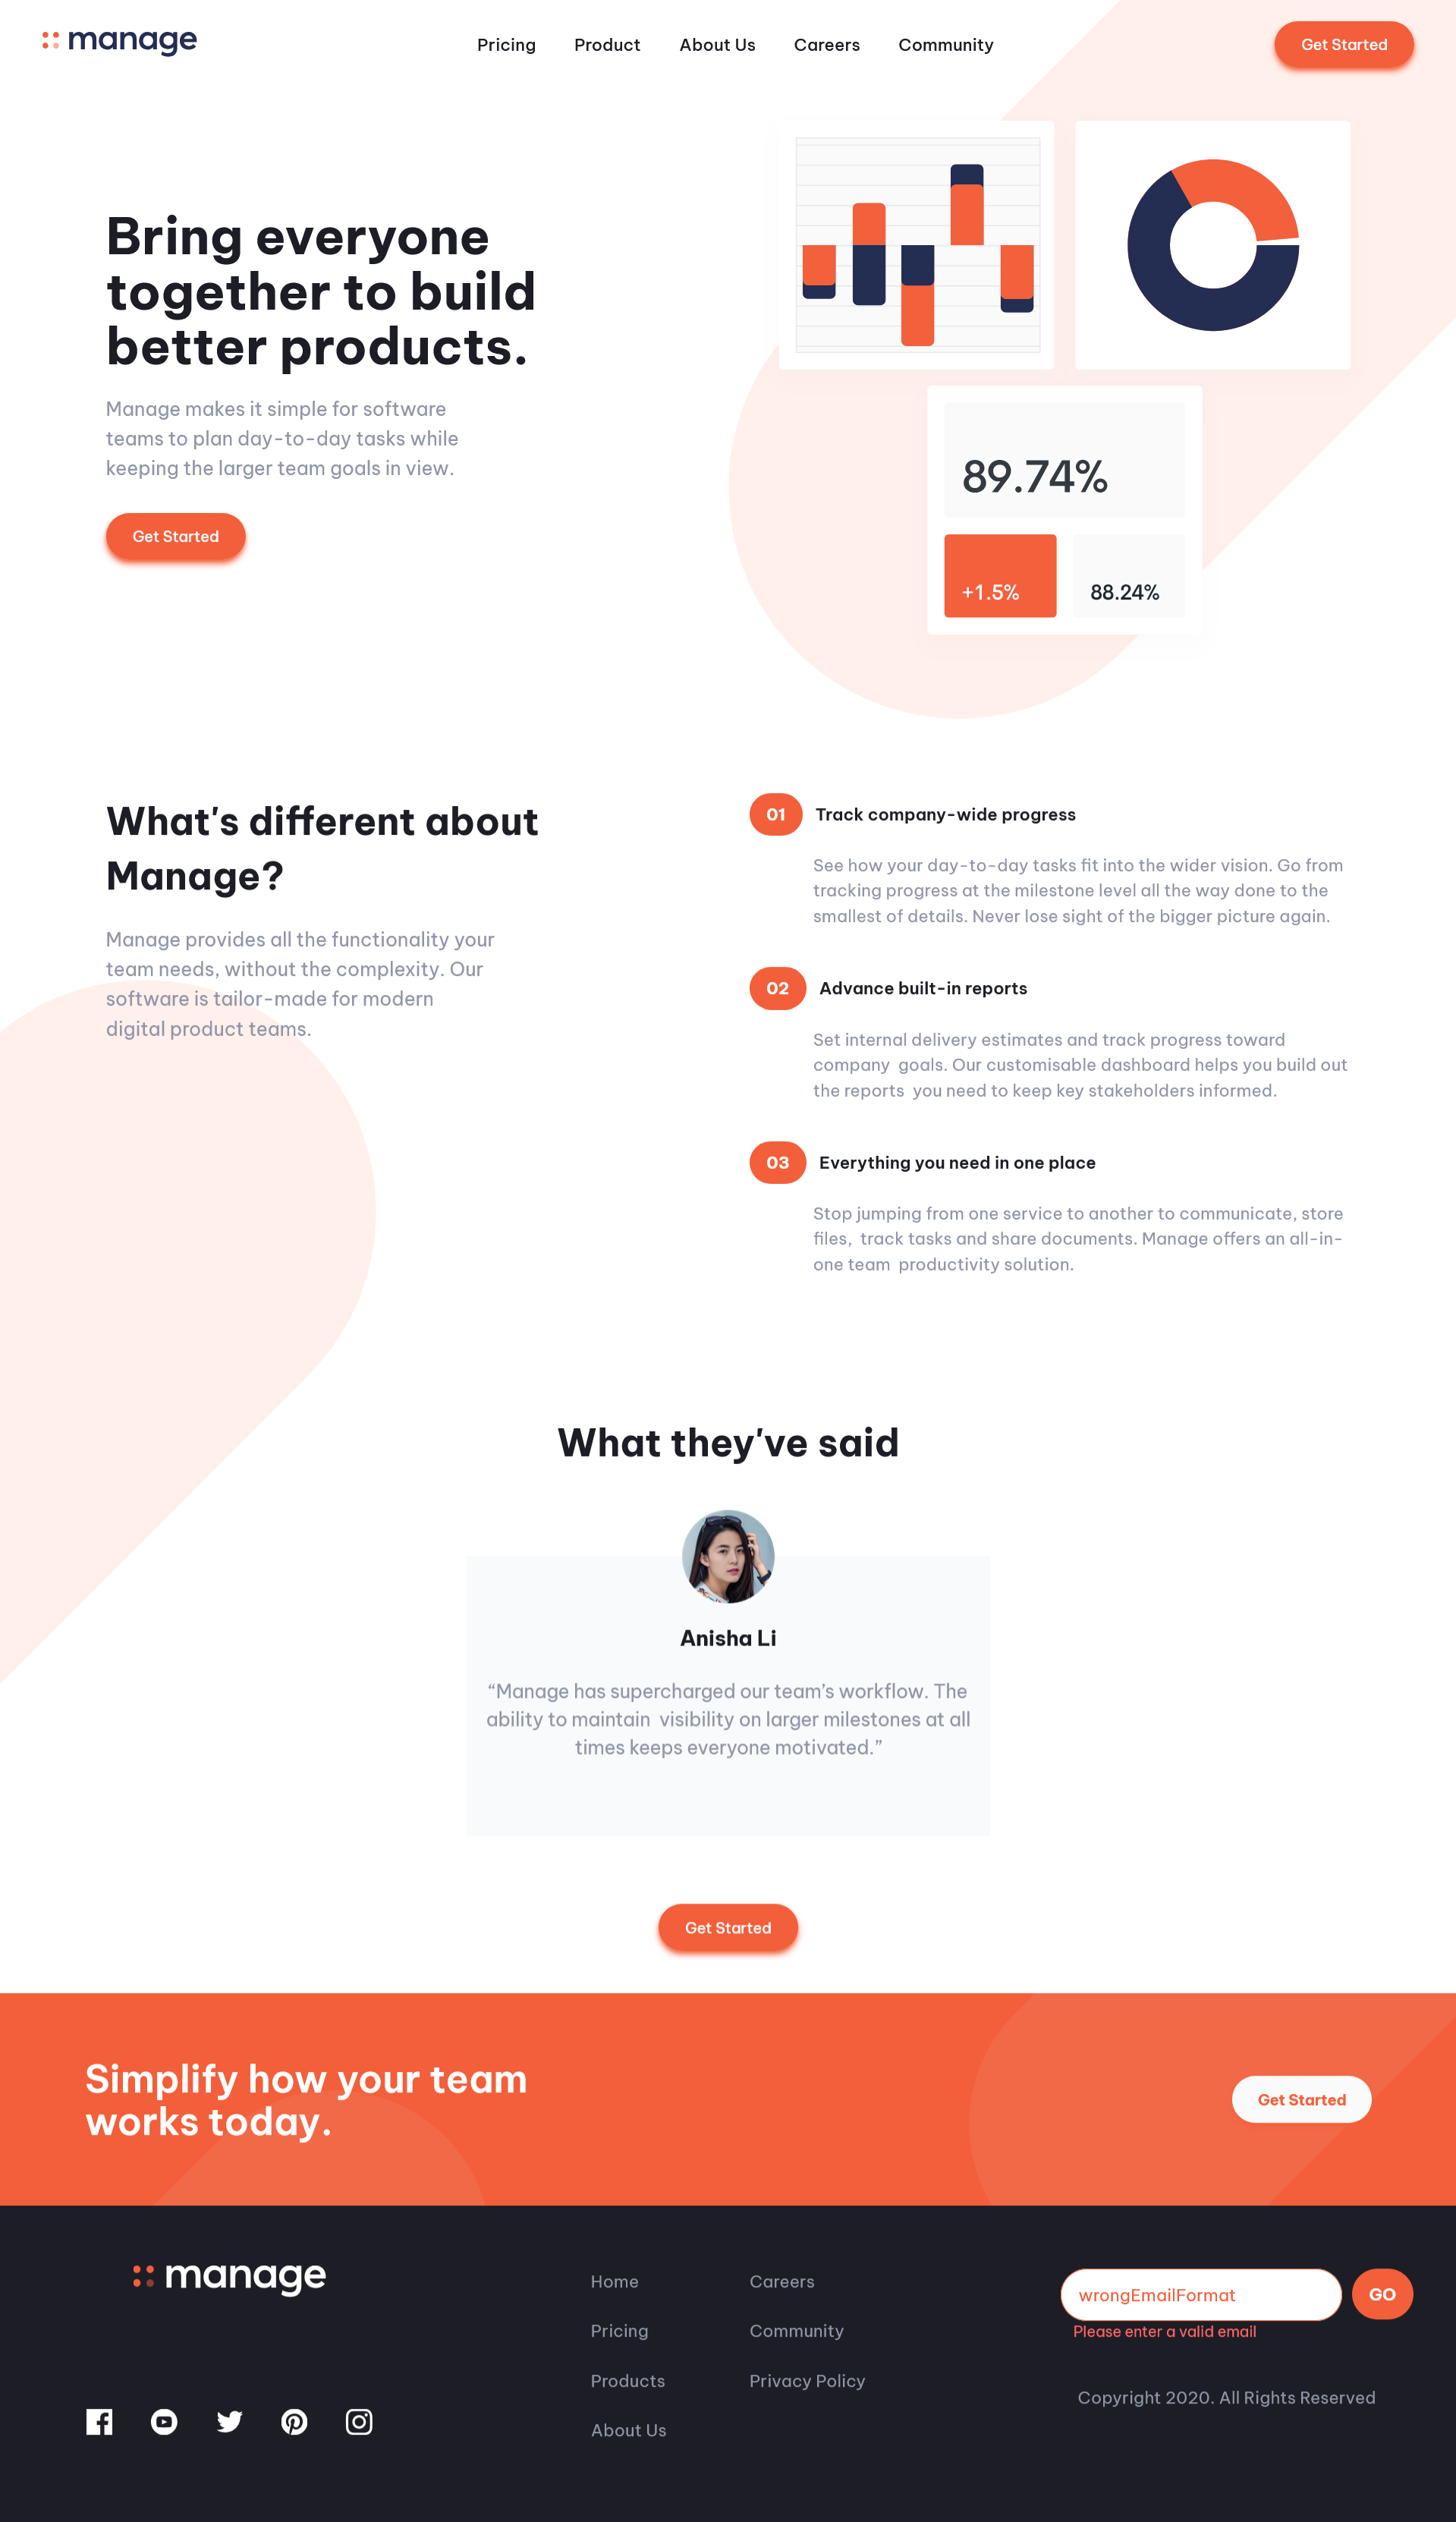 manage
Pricing
Product
About Us
Careers
Community
Get Started
Bring everyone
together to build
better products.
Manage makes it simple for software
teams to plan day-to-day tasks while
keeping the larger team goals in view.
Get Started
89.74%
+1.5%
88.24%
What's different about
Manage?
Manage provides all the functionality your
team needs, without the complexity. Our
software is tailor-made for modern
digital product teams.
01
Track company-wide progress
See how your day-to-day tasks fit into the wider vision. Go from
tracking progress at the milestone level all the way done to the
smallest of details. Never lose sight of the bigger picture again.
02
Advance built-in reports
Set internal delivery estimates and track progress toward
company  goals. Our customisable dashboard helps you build out
the reports  you need to keep key stakeholders informed.
03
Everything you need in one place
Stop jumping from one service to another to communicate, store
files,  track tasks and share documents. Manage offers an all-in-
one team  productivity solution.
What they've said
Anisha Li
“Manage has supercharged our team’s workflow. The
ability to maintain  visibility on larger milestones at all
times keeps everyone motivated.”
Get Started
Simplify how your team
works today.
Get Started
manage
Home
Pricing
Products
About Us
Careers
Community
Privacy Policy
wrongEmailFormat
GO
Please enter a valid email
Copyright 2020. All Rights Reserved